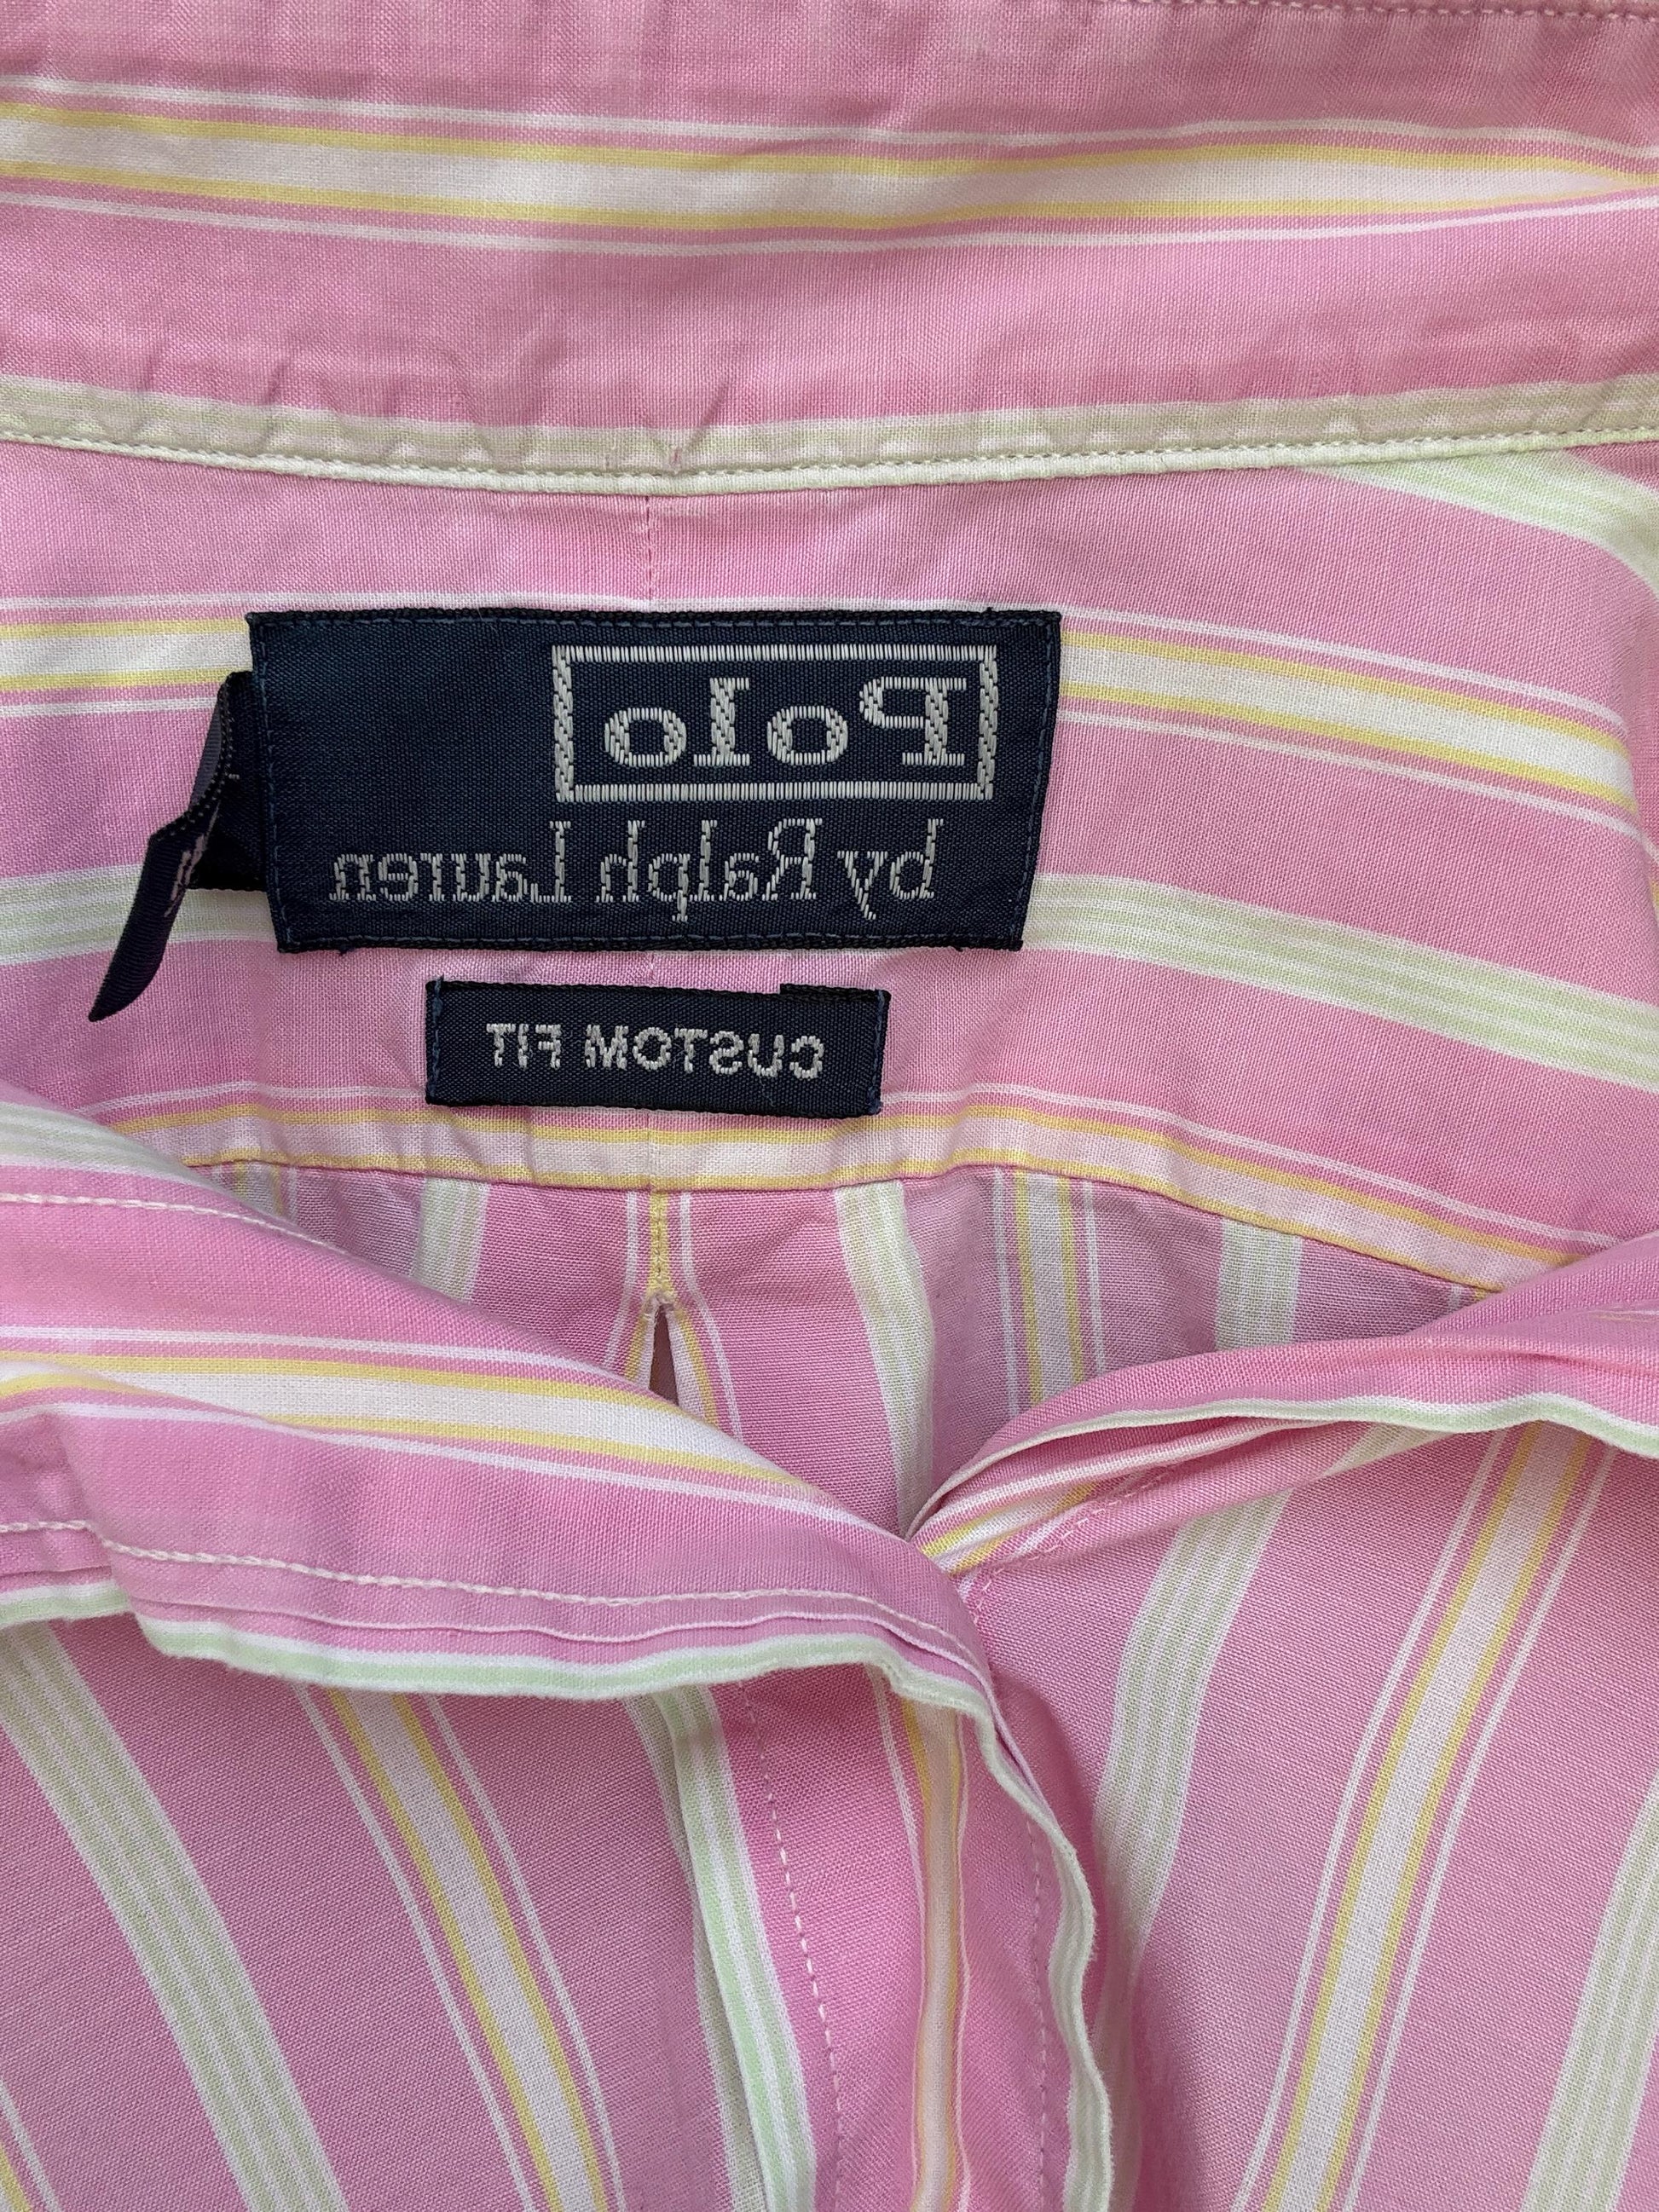 Polo
by Ralph Lauren
CUSTOM FIT